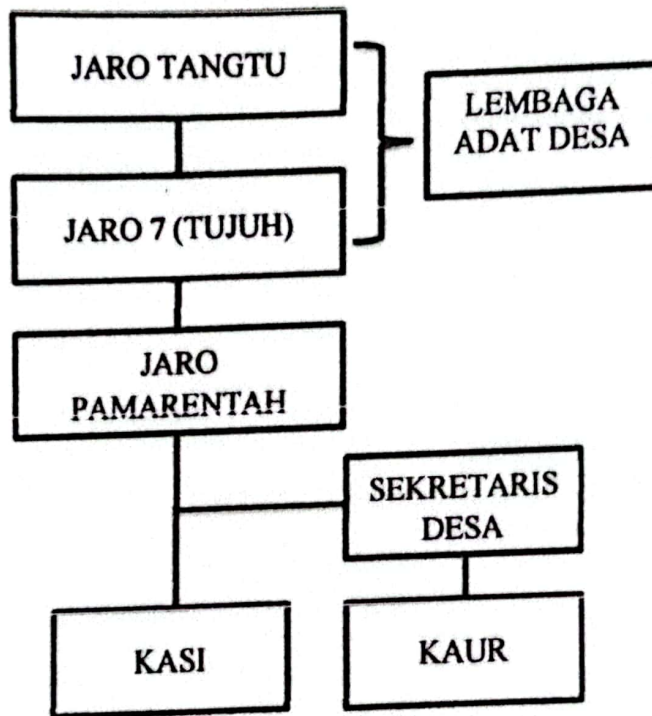 JARO TANGTU
LEMBAGA
ADAT DESA
JARO 7 (TUJUH)
JARO
PAMARENTAH
SEKRETARIS
DESA
KASI
KAUR